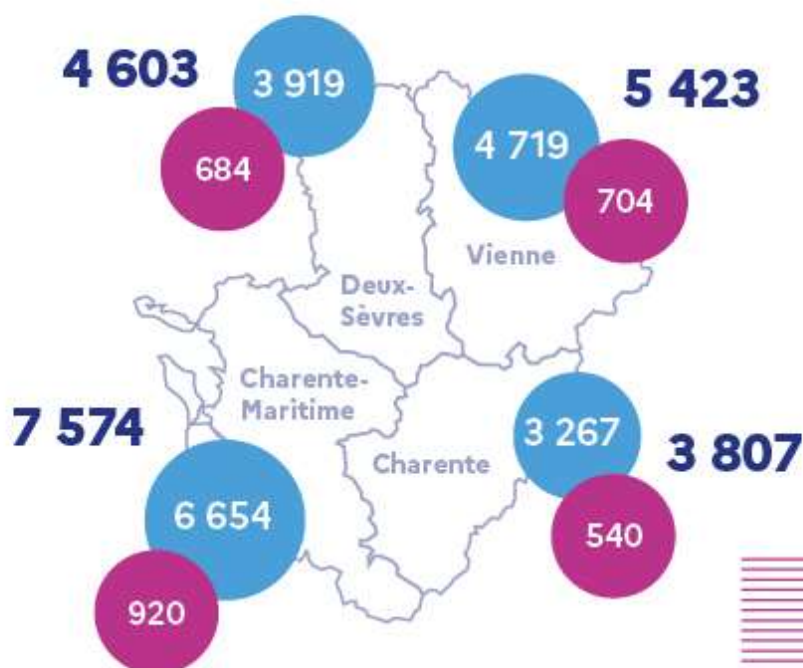 4 603
3 919
684
5 423
4 719
704
Vienne
Deux-
Sèvres
Charente-
Maritime
7 574
6 654
920
Charente
3 267
3 807
540